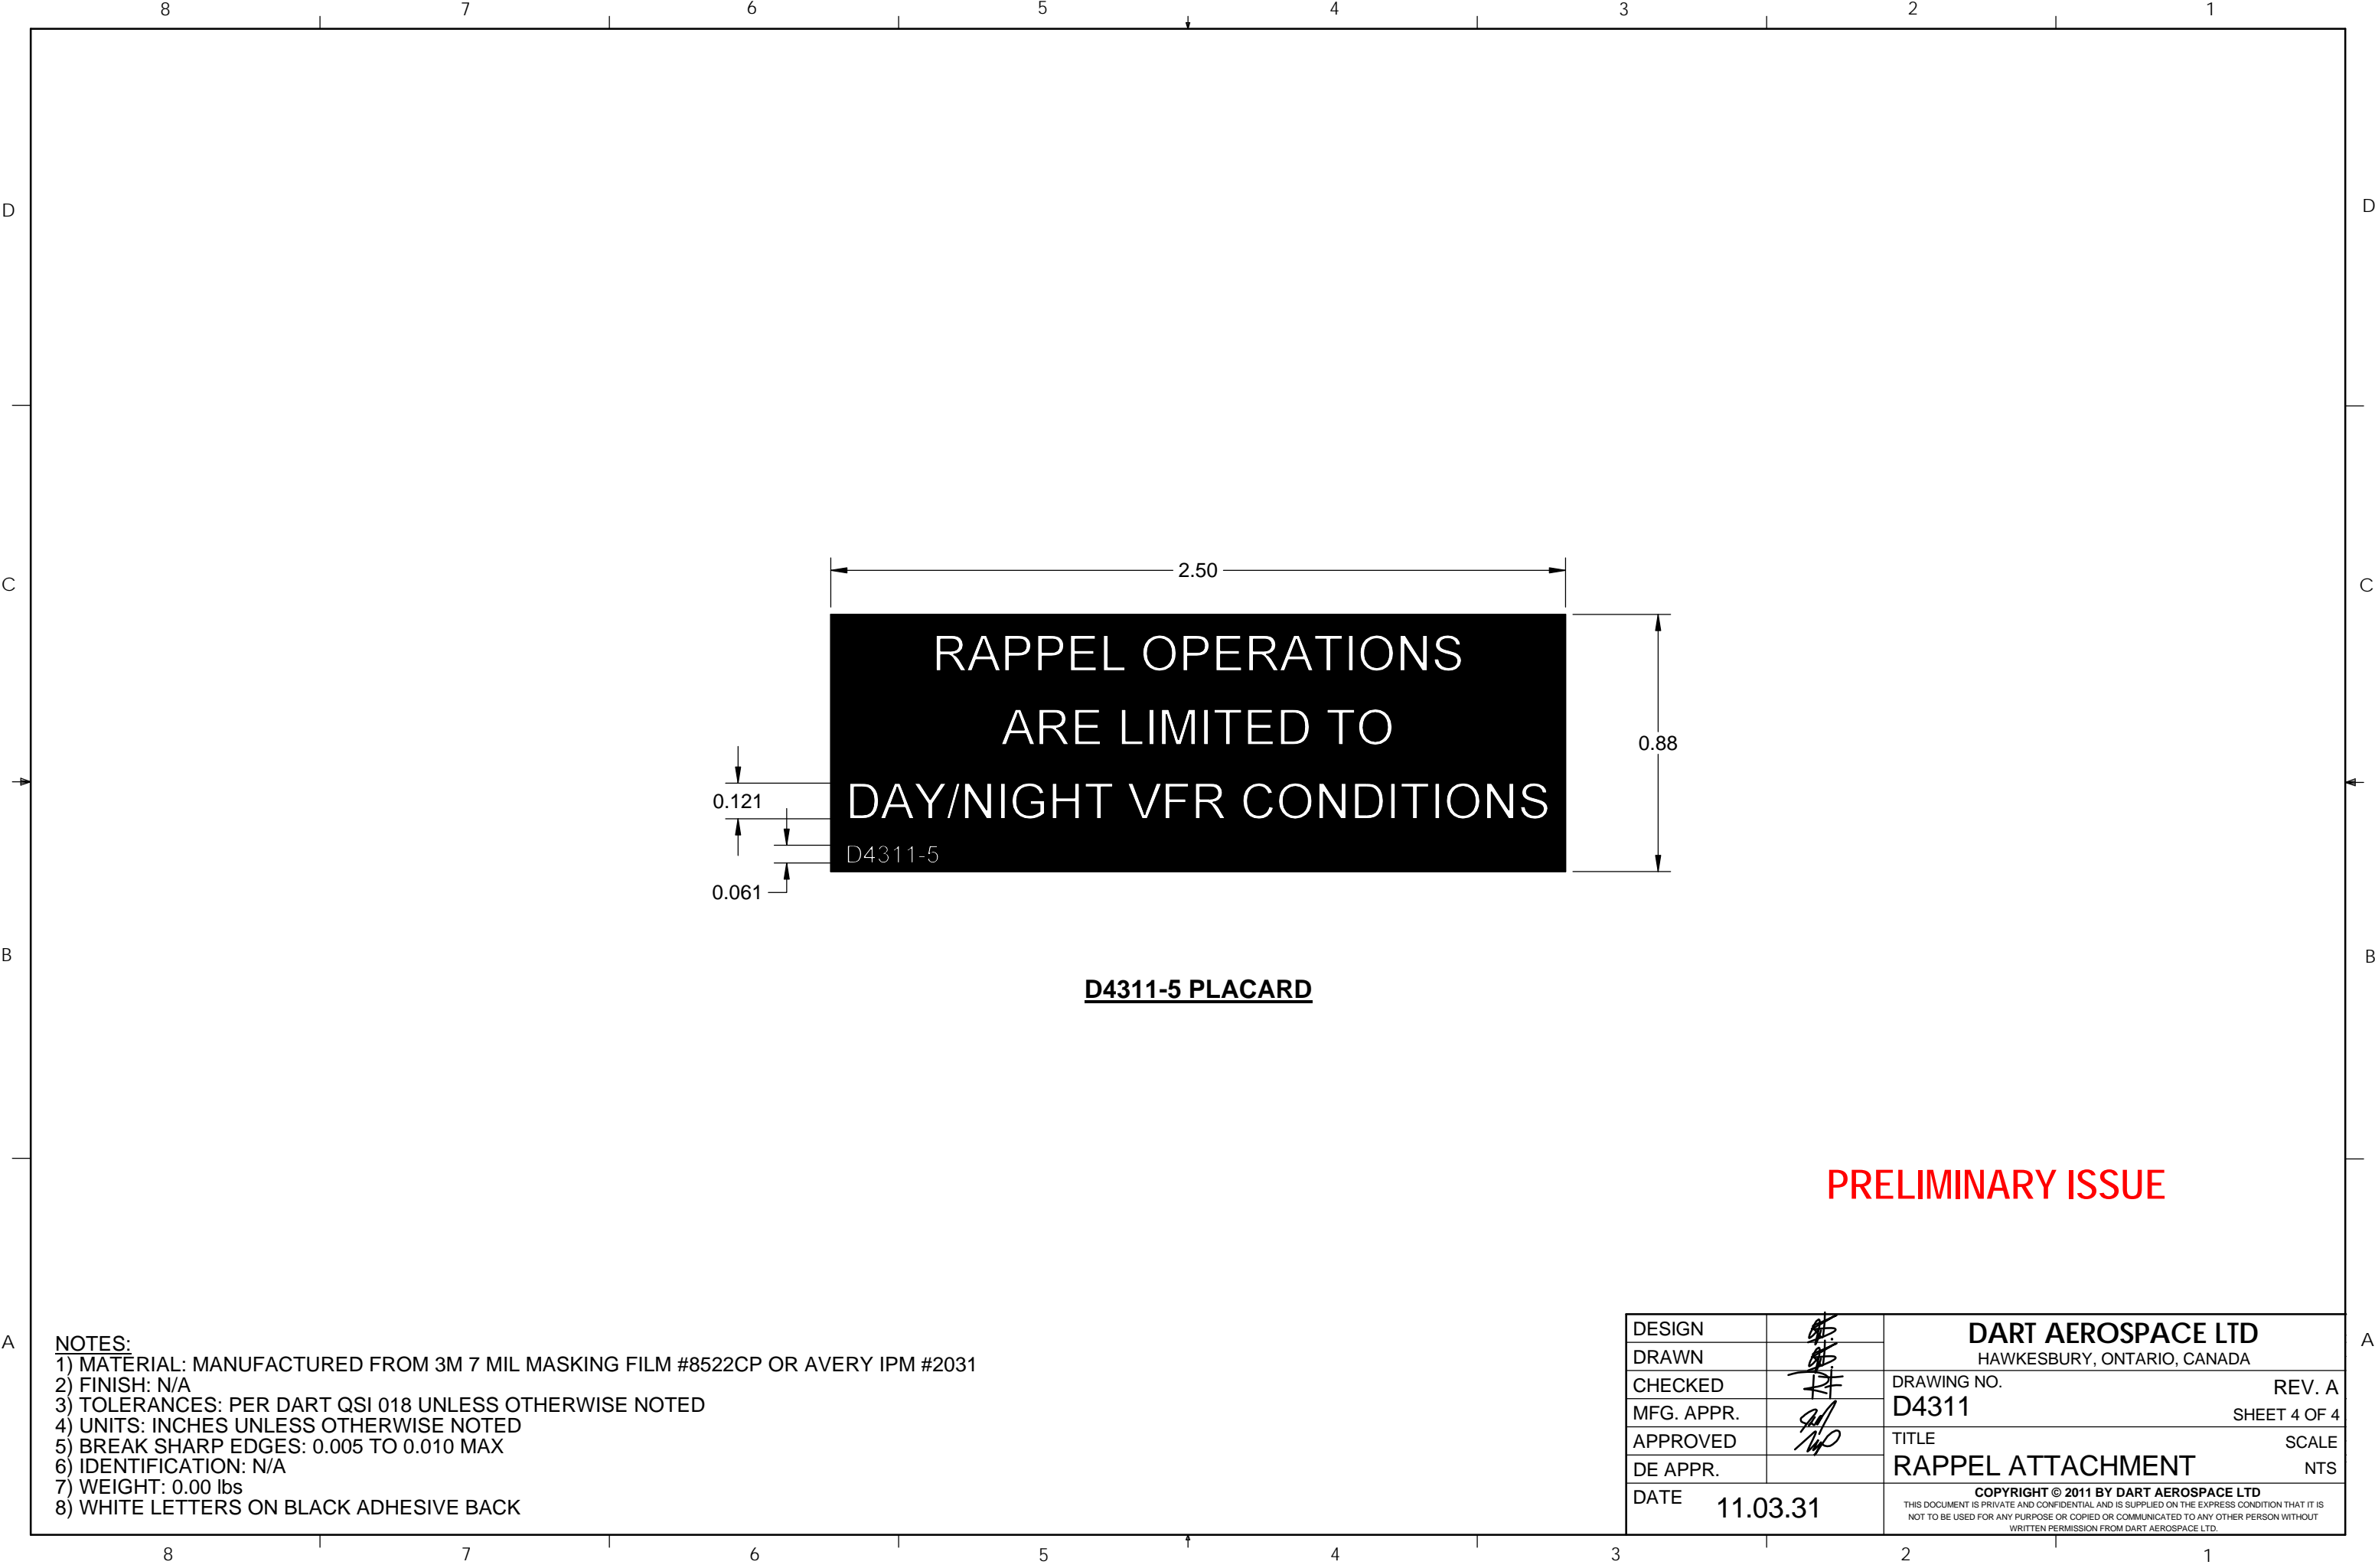 8 7 6 5 4 3 2 1
D D
2.50
C C
RAPPEL OPERATIONS
ARE LIMITED TO
0.88
0.121
DAY/NIGHT VFR CONDITIONS
D4311-5
0.061
B B
D4311-5 PLACARD
PRELIMINARY ISSUE
A A
NOTES:
1) MATERIAL: MANUFACTURED FROM 3M 7 MIL MASKING FILM #8522CP OR AVERY IPM #2031
2) FINISH: N/A
3) TOLERANCES: PER DART QSI 018 UNLESS OTHERWISE NOTED
4) UNITS: INCHES UNLESS OTHERWISE NOTED
5) BREAK SHARP EDGES: 0.005 TO 0.010 MAX
6) IDENTIFICATION: N/A
7) WEIGHT: 0.00 lbs
8) WHITE LETTERS ON BLACK ADHESIVE BACK
DESIGN
DRAWN
CHECKED
MFG. APPR.
APPROVED
DE APPR.
DATE 11.03.31
DART AEROSPACE LTD
HAWKESBURY, ONTARIO, CANADA
DRAWING NO. REV. A
D4311 SHEET 4 OF 4
TITLE SCALE
RAPPEL ATTACHMENT NTS
COPYRIGHT © 2011 BY DART AEROSPACE LTD
THIS DOCUMENT IS PRIVATE AND CONFIDENTIAL AND IS SUPPLIED ON THE EXPRESS CONDITION THAT IT IS
NOT TO BE USED FOR ANY PURPOSE OR COPIED OR COMMUNICATED TO ANY OTHER PERSON WITHOUT
WRITTEN PERMISSION FROM DART AEROSPACE LTD.
8 7 6 5 4 3 2 1